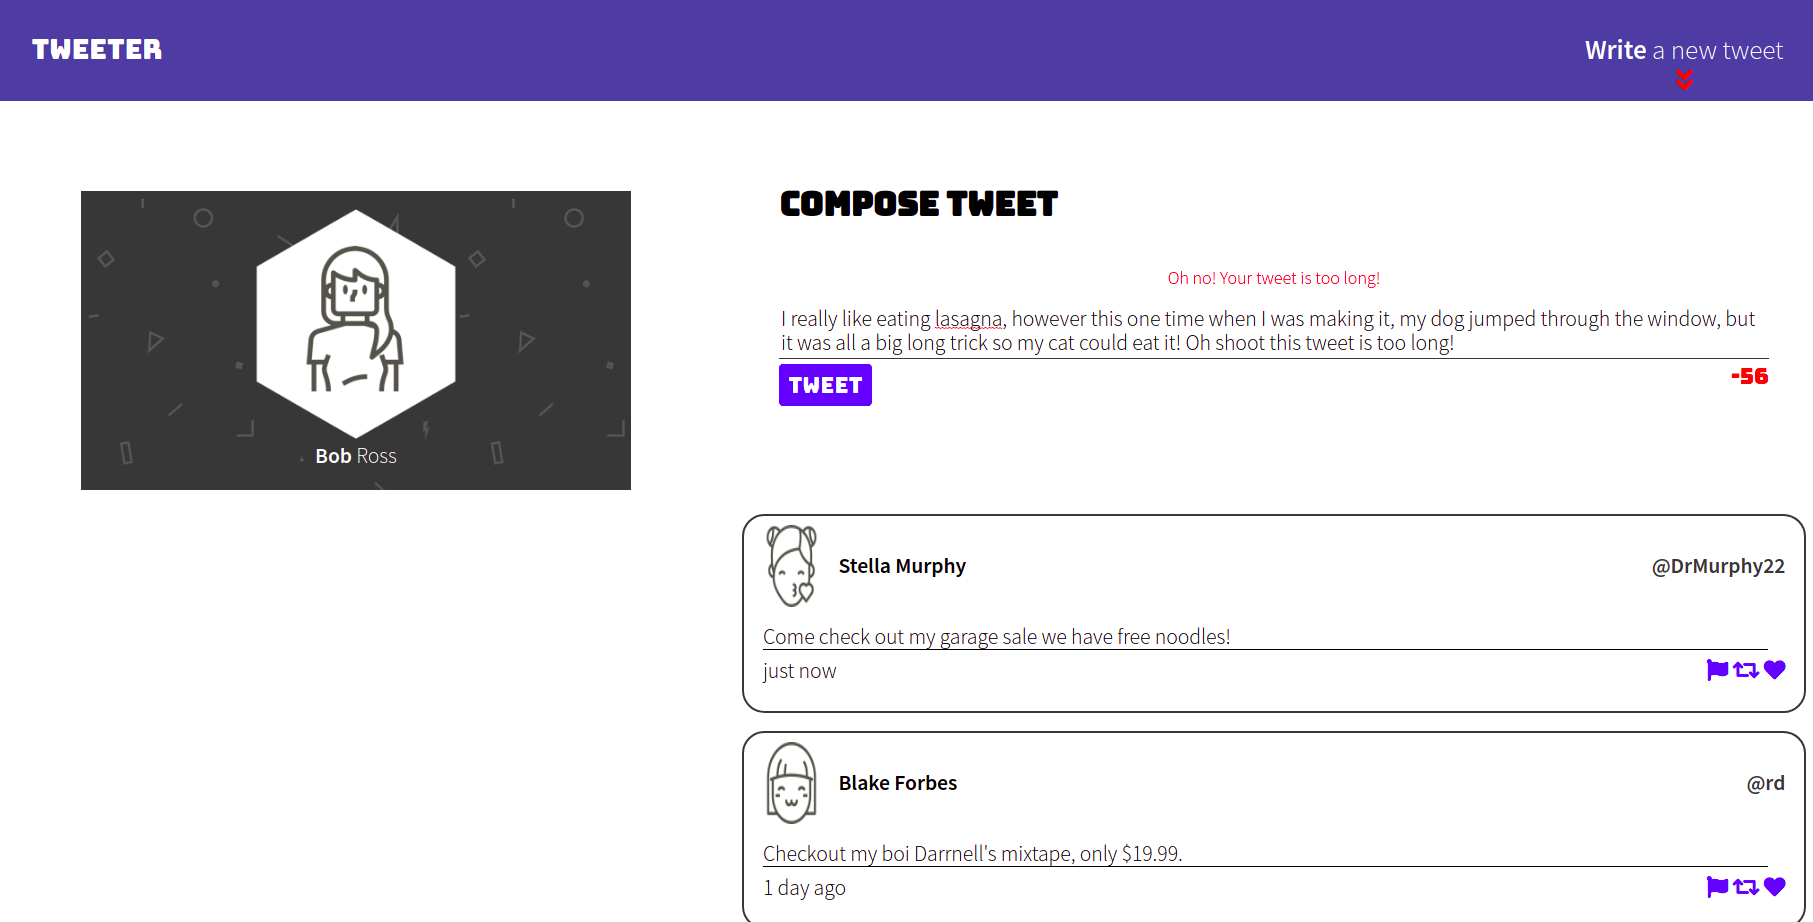 TWEETER
Write a new tweet
Bob Ross
COMPOSE TWEET
Oh no! Your tweet is too long!
I really like eating lasagna, however this one time when I was making it, my dog jumped through the window, but
it was all a big long trick so my cat could eat it! Oh shoot this tweet is too long!
TWEET
-56
Stella Murphy
@DrMurphy22
Come check out my garage sale we have free noodles!
just now
Blake Forbes
@rd
Checkout my boi Darrnell's mixtape, only $19.99.
1 day ago